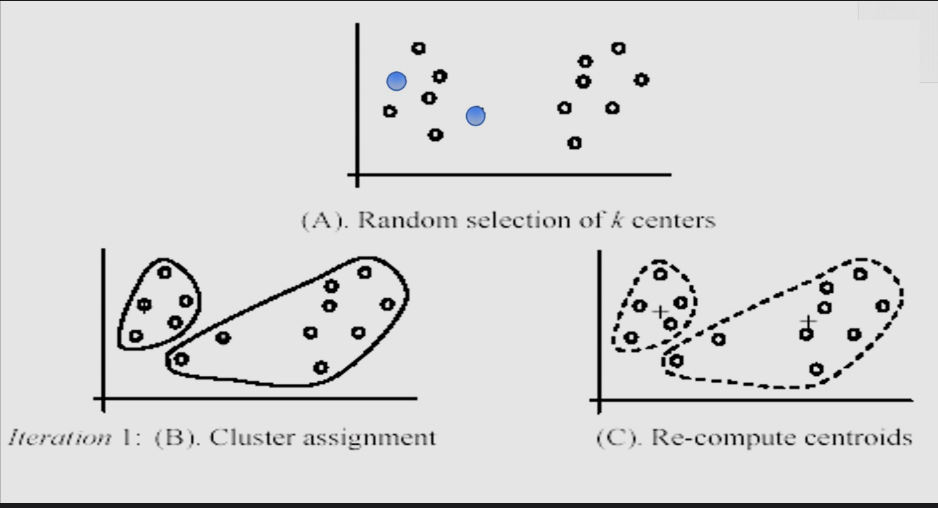 (A). Random selection of k centers
Iteration 1: (B). Cluster assignment
(C). Re-compute centroids